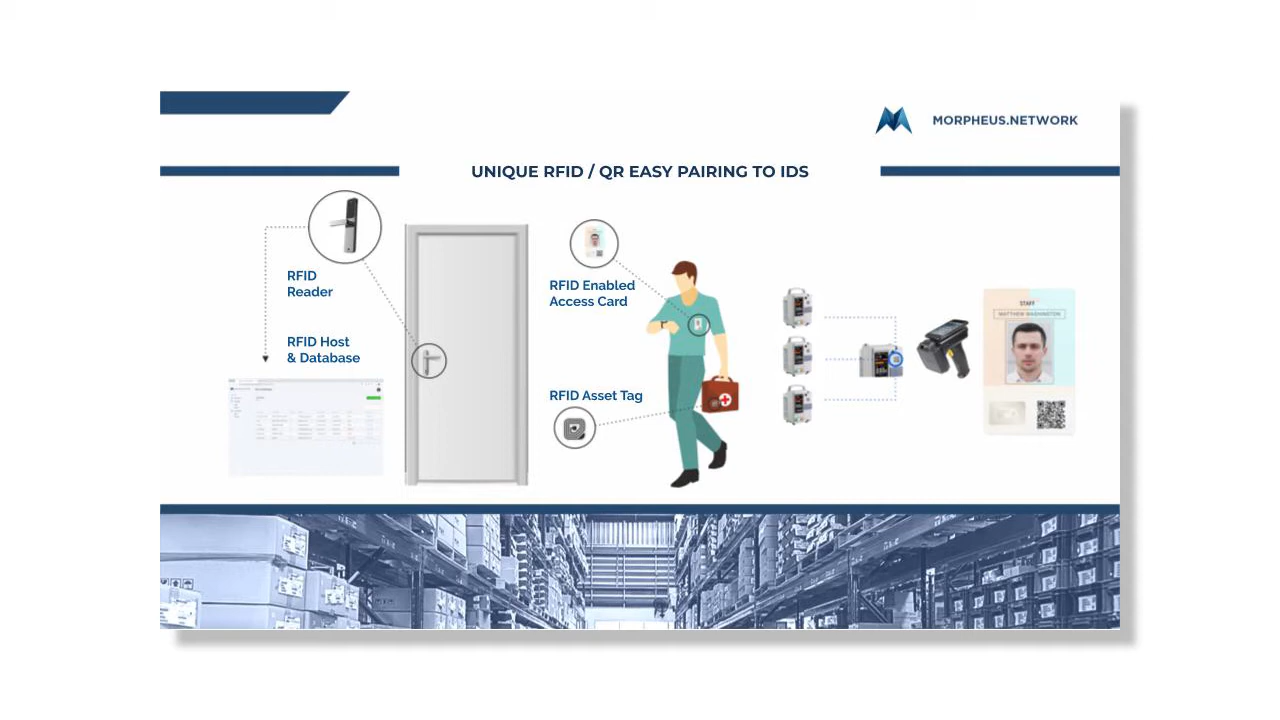 MORPHEUS.NETWORK
UNIQUE RFID / QR EASY PAIRING TO IDS
RFID
Reader
RFID Host
& Database
RFID Enabled
Access Card
RFID Asset Tag
STAFF
MATTHEW WASHINGTON